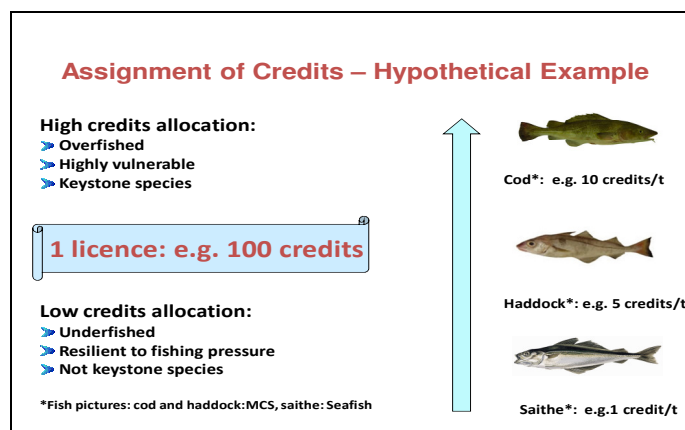 Assignment of Credits – Hypothetical Example
High credits allocation:
Overfished
Highly vulnerable
Keystone species
1 licence: e.g. 100 credits
Low credits allocation:
Underfished
Resilient to fishing pressure
Not keystone species
*Fish pictures: cod and haddock:MCS, saithe: Seafish
Cod*: e.g. 10 credits/t
Haddock*: e.g. 5 credits/t
Saithe*: e.g.1 credit/t